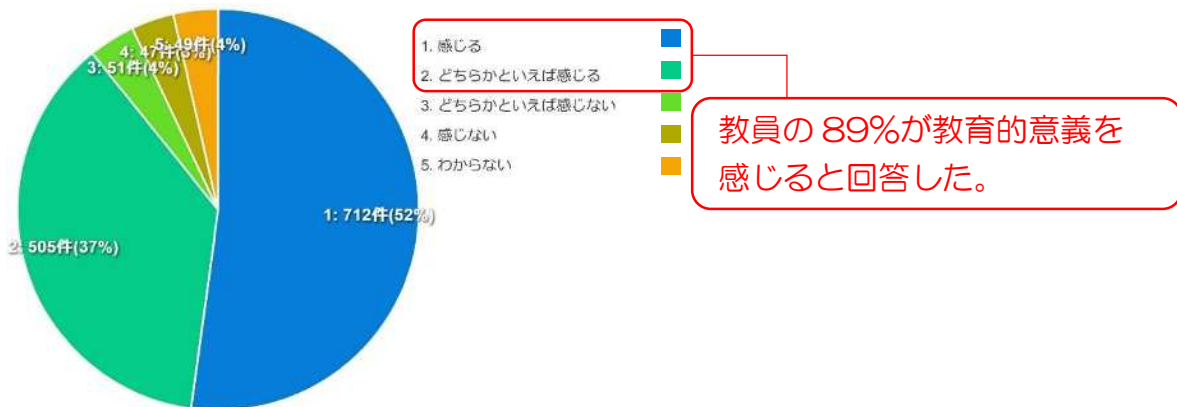 5: 49件(4%)
4: 47件(3%)
3: 51件(4%)
1: 712件(52%)
2: 505件(37%)
1. 感じる
2. どちらかといえば感じる
3. どちらかといえば感じない
4. 感じない
5. わからない
教員の 89%が教育的意義を
感じると回答した。